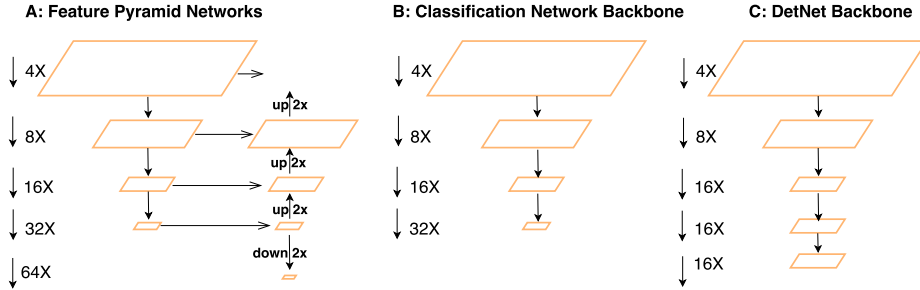 A: Feature Pyramid Networks
4X
8X
16X
32X
64X
up 2x
up 2x
up 2x
down 2x
B: Classification Network Backbone
4X
8X
16X
32X
C: DetNet Backbone
4X
8X
16X
16X
16X